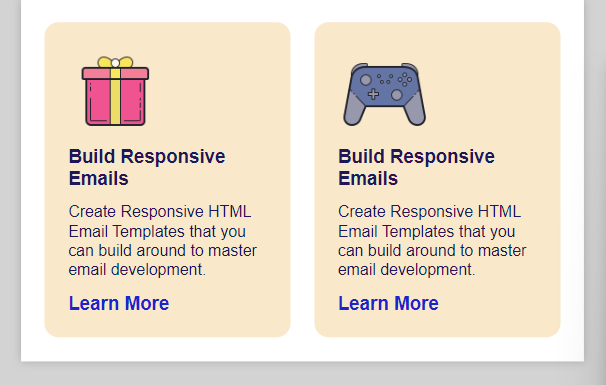 Build Responsive
Emails
Create Responsive HTML
Email Templates that you
can build around to master
email development.
Learn More
Build Responsive
Emails
Create Responsive HTML
Email Templates that you
can build around to master
email development.
Learn More